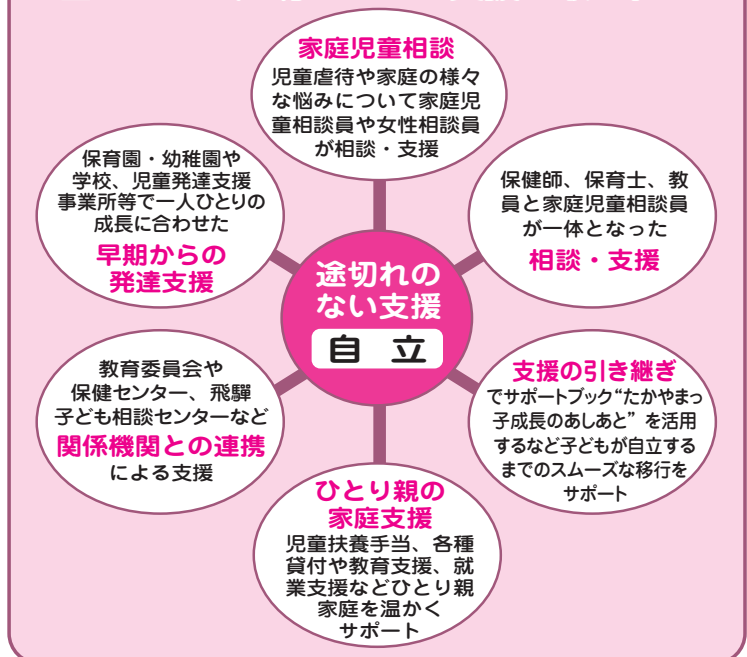 家庭児童相談
児童虐待や家庭の様々
な悩みについて家庭児
童相談員や女性相談員
が相談・支援
保育園・幼稚園や
学校、児童発達支援
事業所等で一人ひとりの
成長に合わせた
早期からの
発達支援
保健師、保育士、教
員と家庭児童相談員
が一体となった
相談・支援
途切れの
ない支援
自 立
教育委員会や
保健センター、飛騨
子ども相談センターなど
関係機関との連携
による支援
支援の引き継ぎ
でサポートブック“たかやまっ
子成長のあしあと”を活用
するなど子どもが自立する
までのスムーズな移行を
サポート
ひとり親の
家庭支援
児童扶養手当、各種
貸付や教育支援、就
業支援などひとり親
家庭を温かく
サポート